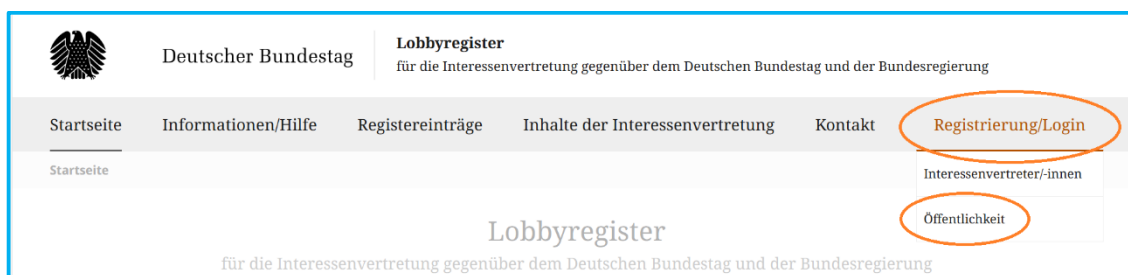 Deutscher Bundestag
Lobbyregister
für die Interessenvertretung gegenüber dem Deutschen Bundestag und der Bundesregierung
Startseite Informationen/Hilfe Registereinträge Inhalte der Interessenvertretung Kontakt Registrierung/Login
Startseite
Interessenvertreter/-innen
Öffentlichkeit
Lobbyregister
für die Interessenvertretung gegenüber dem Deutschen Bundestag und der Bundesregierung